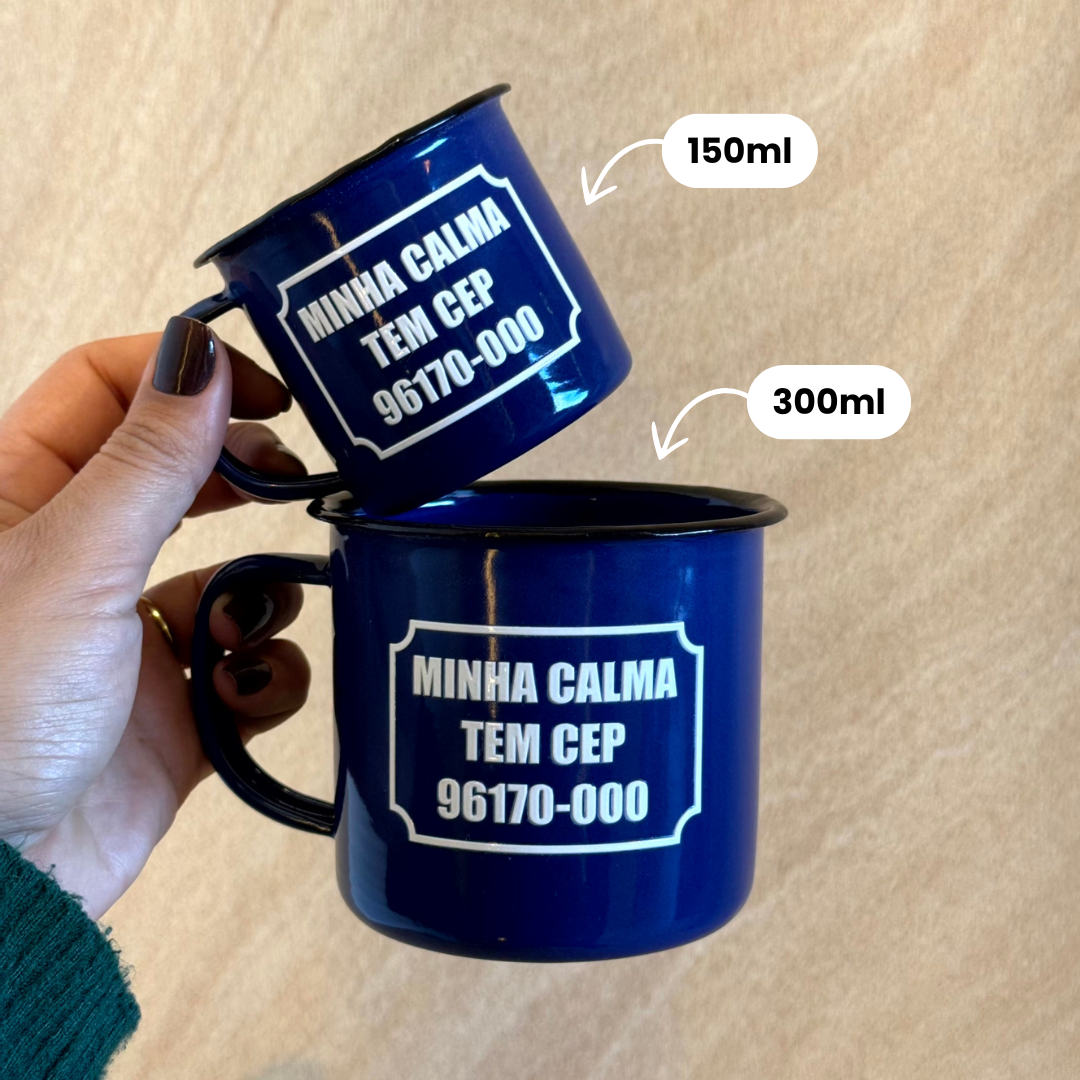 150ml
MINHA CALMA
TEM CEP
96170-000
300ml
MINHA CALMA
TEM CEP
96170-000